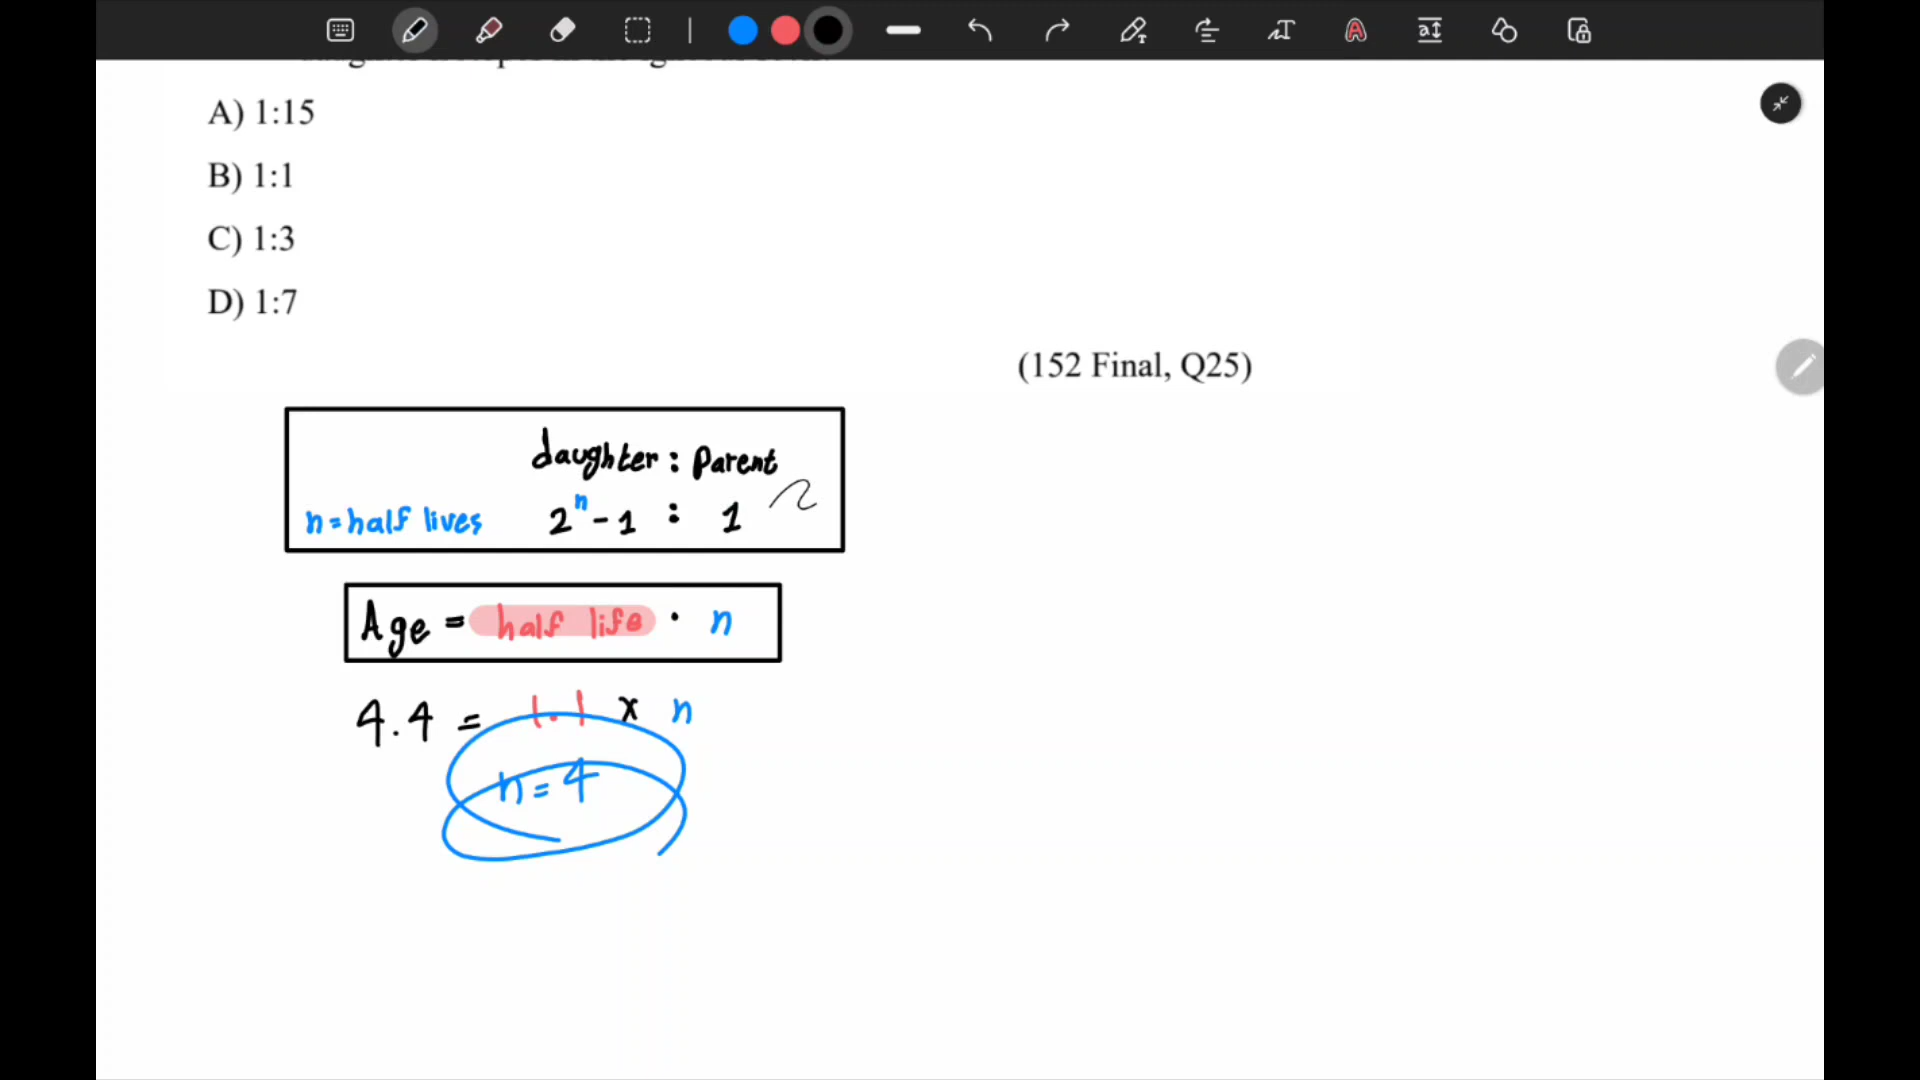 A) 1:15
B) 1:1
C) 1:3
D) 1:7
(152 Final, Q25)
daughter : Parent
n = half lives 2^n - 1 : 1
Age = half life · n
4.4 = 1.1 x n
n = 4